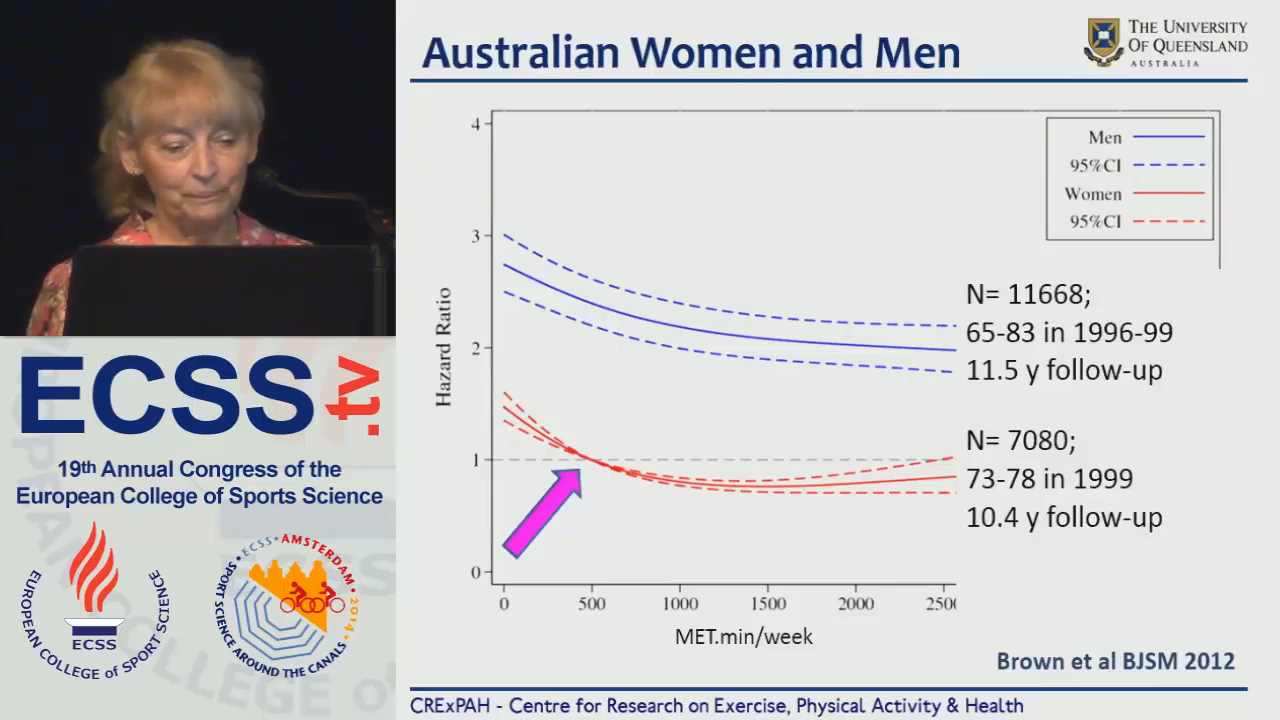 Australian Women and Men
THE UNIVERSITY
OF QUEENSLAND
AUSTRALIA
4
3
2
1
0
Hazard Ratio
Men
95%CI
Women
95%CI
N= 11668;
65-83 in 1996-99
11.5 y follow-up
N= 7080;
73-78 in 1999
10.4 y follow-up
0 500 1000 1500 2000 2500
MET.min/week
Brown et al BJSM 2012
CRExPAH - Centre for Research on Exercise, Physical Activity & Health
ECSS.tv
19th Annual Congress of the
European College of Sports Science
EUROPEAN COLLEGE OF SPORT SCIENCE
ECSS
• ECSS • AMSTERDAM • 2014 •
SPORT SCIENCE AROUND THE CANALS